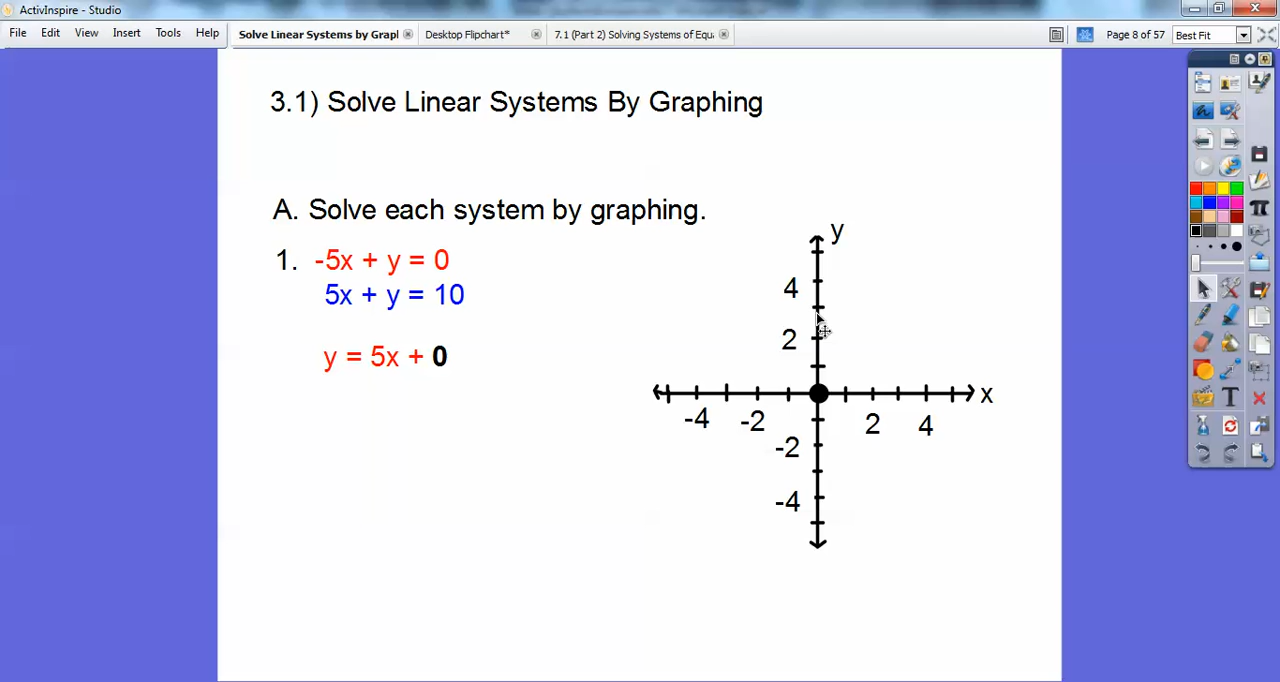 ActivInspire - Studio
File Edit View Insert Tools Help
Solve Linear Systems by Grapl Desktop Flipchart* 7.1 (Part 2) Solving Systems of Equa
Page 8 of 57 Best Fit
3.1) Solve Linear Systems By Graphing
A. Solve each system by graphing.
1. -5x + y = 0
5x + y = 10
y = 5x + 0
y
4
2
x
-4 -2 2 4
-2
-4